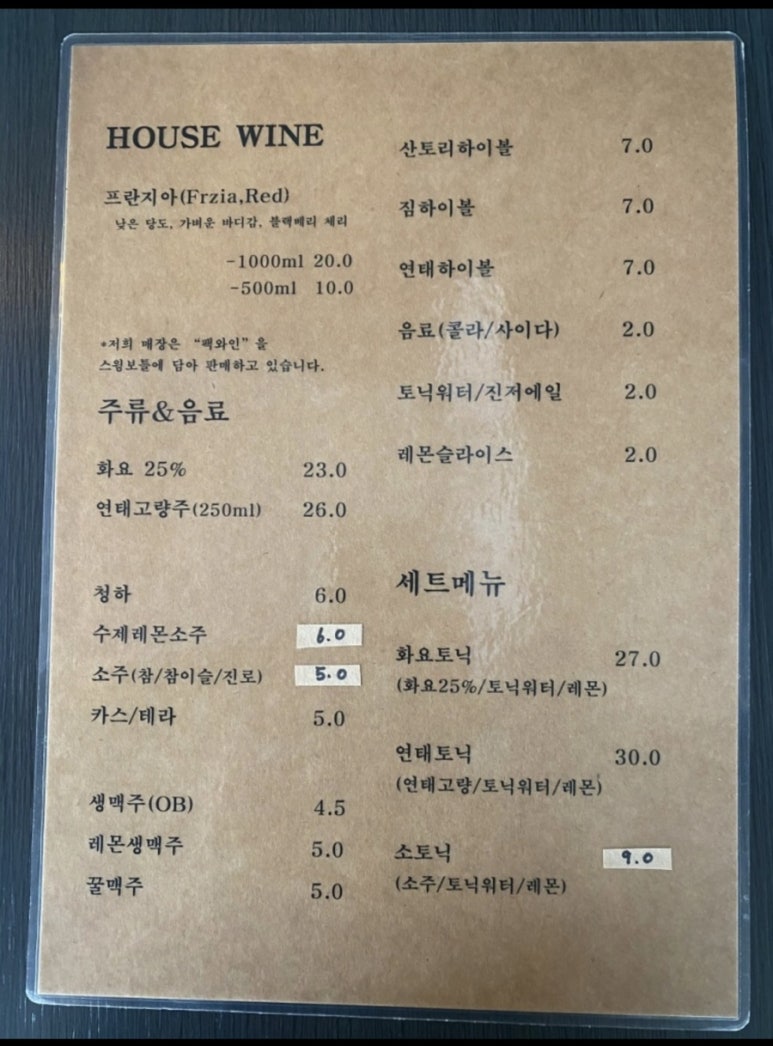 HOUSE WINE
프란지아(Frzia,Red)
낮은 당도, 가벼운 바디감, 블랙베리 체리
-1000ml 20.0
-500ml 10.0
*저희 매장은 “팩와인”을
스윙보틀에 담아 판매하고 있습니다.
주류&음료
화요 25% 23.0
연태고량주(250ml) 26.0
청하 6.0
수제레몬소주 6.0
소주(참/참이슬/진로) 5.0
카스/테라 5.0
생맥주(OB) 4.5
레몬생맥주 5.0
꿀맥주 5.0
산토리하이볼 7.0
짐하이볼 7.0
연태하이볼 7.0
음료(콜라/사이다) 2.0
토닉워터/진저에일 2.0
레몬슬라이스 2.0
세트메뉴
화요토닉 27.0
(화요25%/토닉워터/레몬)
연태토닉 30.0
(연태고량/토닉워터/레몬)
소토닉 9.0
(소주/토닉워터/레몬)